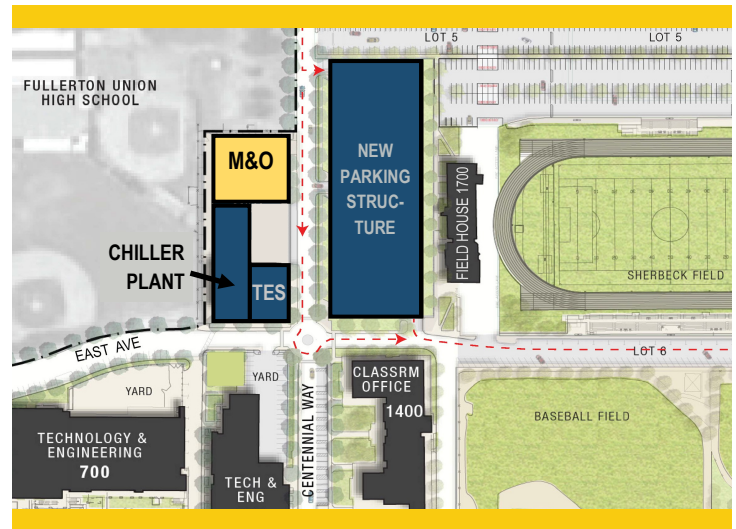 LOT 5
LOT 5
FULLERTON UNION
HIGH SCHOOL
M&O
NEW
PARKING
STRUC-
TURE
FIELD HOUSE 1700
CHILLER
PLANT
TES
SHERBECK FIELD
EAST AVE
LOT 6
YARD
YARD
CENTENNIAL WAY
CLASSRM
OFFICE
1400
BASEBALL FIELD
TECHNOLOGY &
ENGINEERING
700
TECH &
ENG